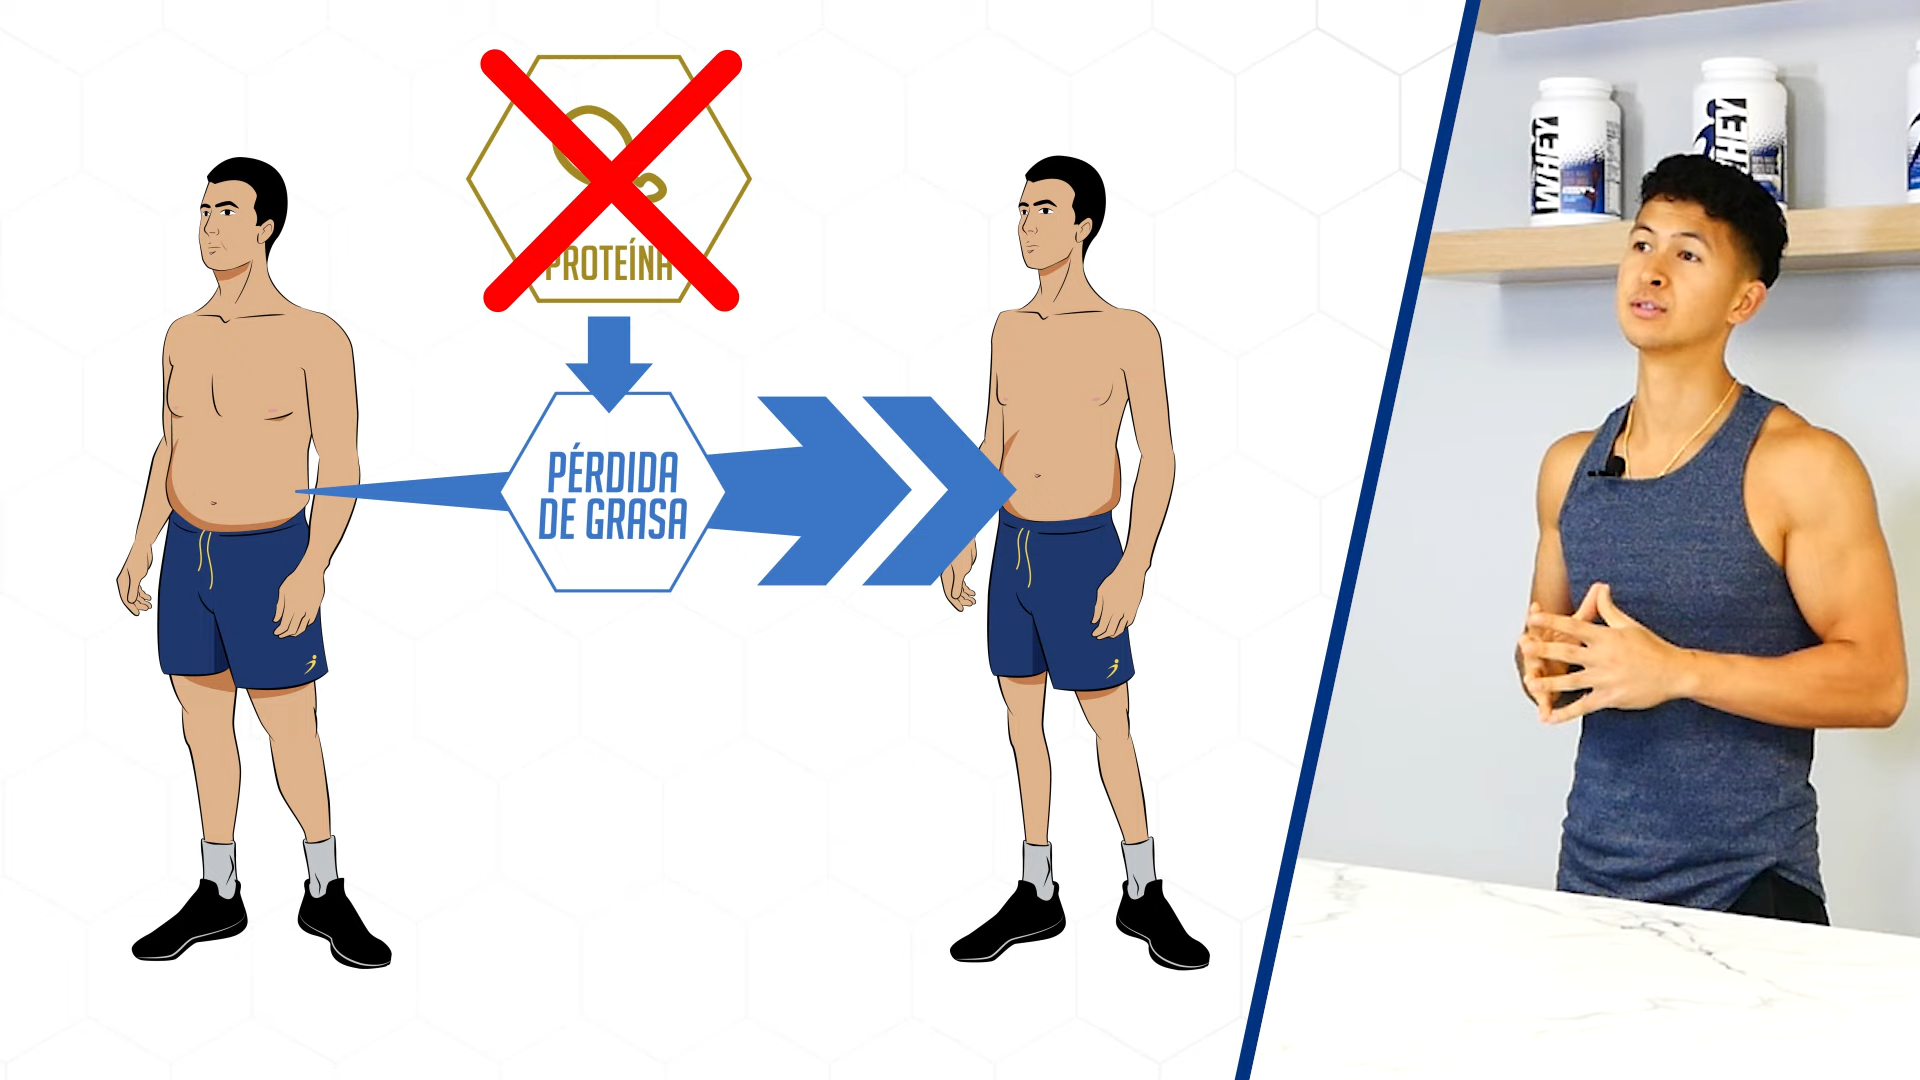 PROTEÍNA
PÉRDIDA
DE GRASA
WHEY
WHEY